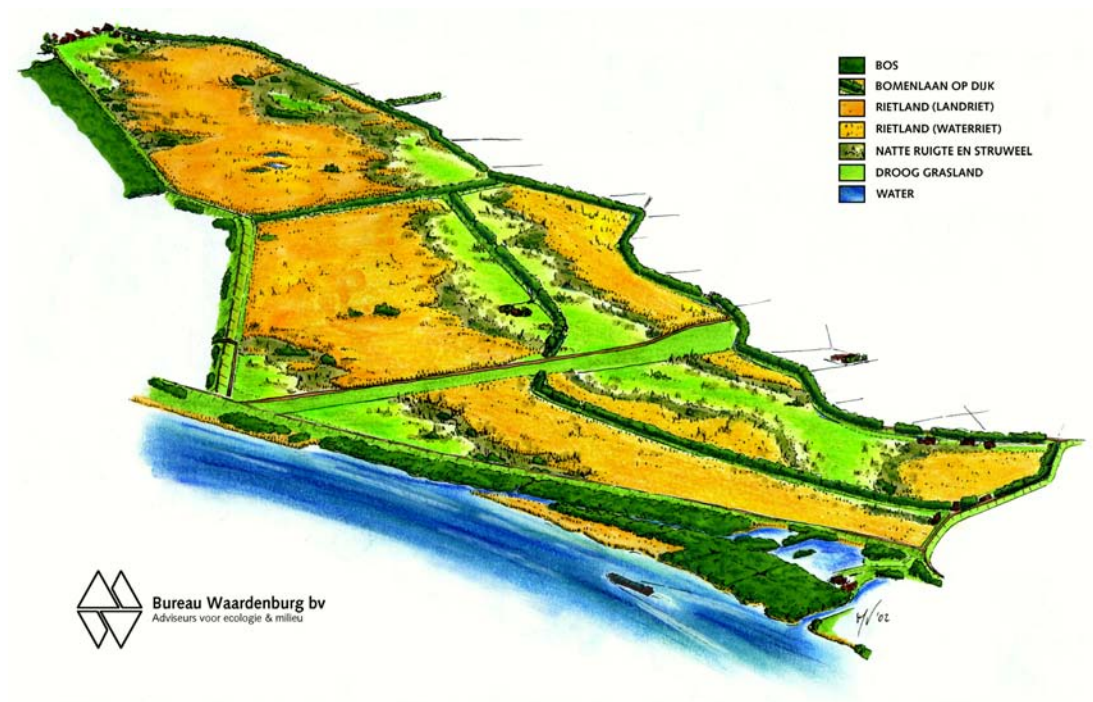 BOS
BOMENLAAN OP DIJK
RIETLAND (LANDRIET)
RIETLAND (WATERRIET)
NATTE RUIGTE EN STRUWEEL
DROOG GRASLAND
WATER
Bureau Waardenburg bv
Adviseurs voor ecologie & milieu
'02